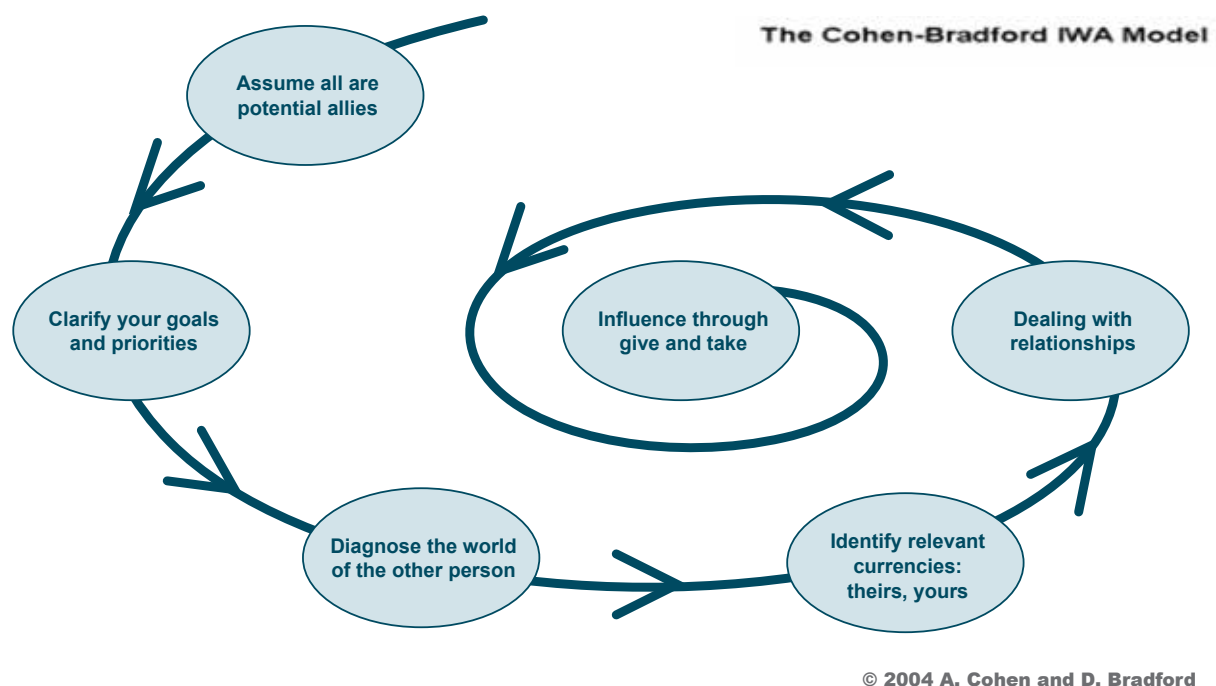 The Cohen-Bradford IWA Model
Assume all are
potential allies
Clarify your goals
and priorities
Diagnose the world
of the other person
Identify relevant
currencies:
theirs, yours
Dealing with
relationships
Influence through
give and take
© 2004 A. Cohen and D. Bradford